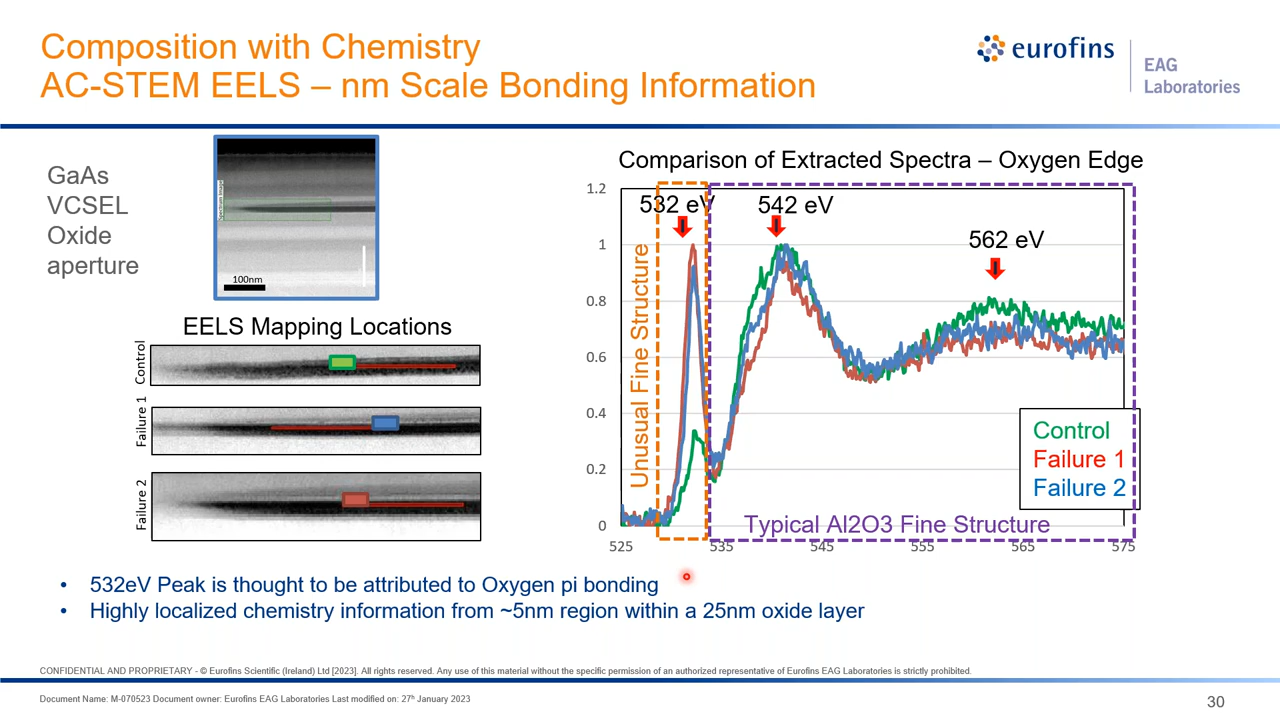 Composition with Chemistry
AC-STEM EELS – nm Scale Bonding Information
eurofins
EAG
Laboratories
GaAs
VCSEL
Oxide
aperture
Spectrum Image
100nm
EELS Mapping Locations
Control
Failure 1
Failure 2
Comparison of Extracted Spectra – Oxygen Edge
1.2
1
0.8
0.6
0.4
0.2
0
532 eV
542 eV
562 eV
Unusual Fine Structure
Control
Failure 1
Failure 2
Typical Al2O3 Fine Structure
525
535
545
555
565
575
• 532eV Peak is thought to be attributed to Oxygen pi bonding
• Highly localized chemistry information from ~5nm region within a 25nm oxide layer
CONFIDENTIAL AND PROPRIETARY - © Eurofins Scientific (Ireland) Ltd [2023]. All rights reserved. Any use of this material without the specific permission of an authorized representative of Eurofins EAG Laboratories is strictly prohibited.
Document Name: M-070523 Document owner: Eurofins EAG Laboratories Last modified on: 27th January 2023
30